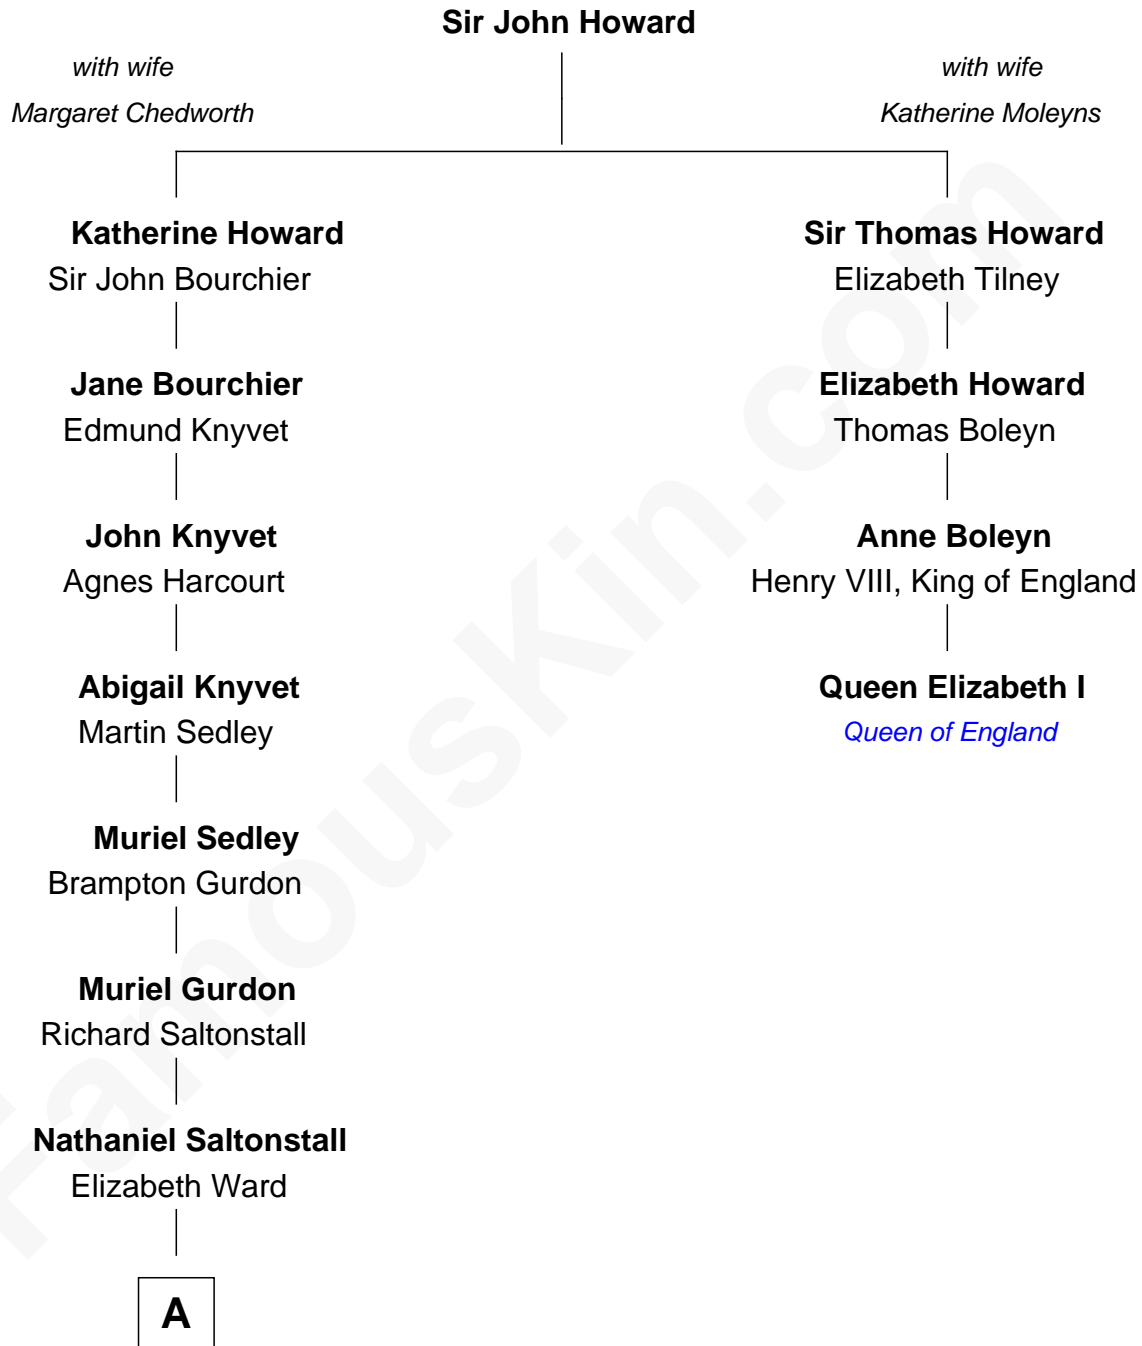 Sir John Howard
with wife
Margaret Chedworth
with wife
Katherine Moleyns
Katherine Howard
Sir John Bourchier
Sir Thomas Howard
Elizabeth Tilney
Jane Bourchier
Edmund Knyvet
Elizabeth Howard
Thomas Boleyn
John Knyvet
Agnes Harcourt
Anne Boleyn
Henry VIII, King of England
Abigail Knyvet
Martin Sedley
Queen Elizabeth I
Queen of England
Muriel Sedley
Brampton Gurdon
Muriel Gurdon
Richard Saltonstall
Nathaniel Saltonstall
Elizabeth Ward
A
FamousKin.com